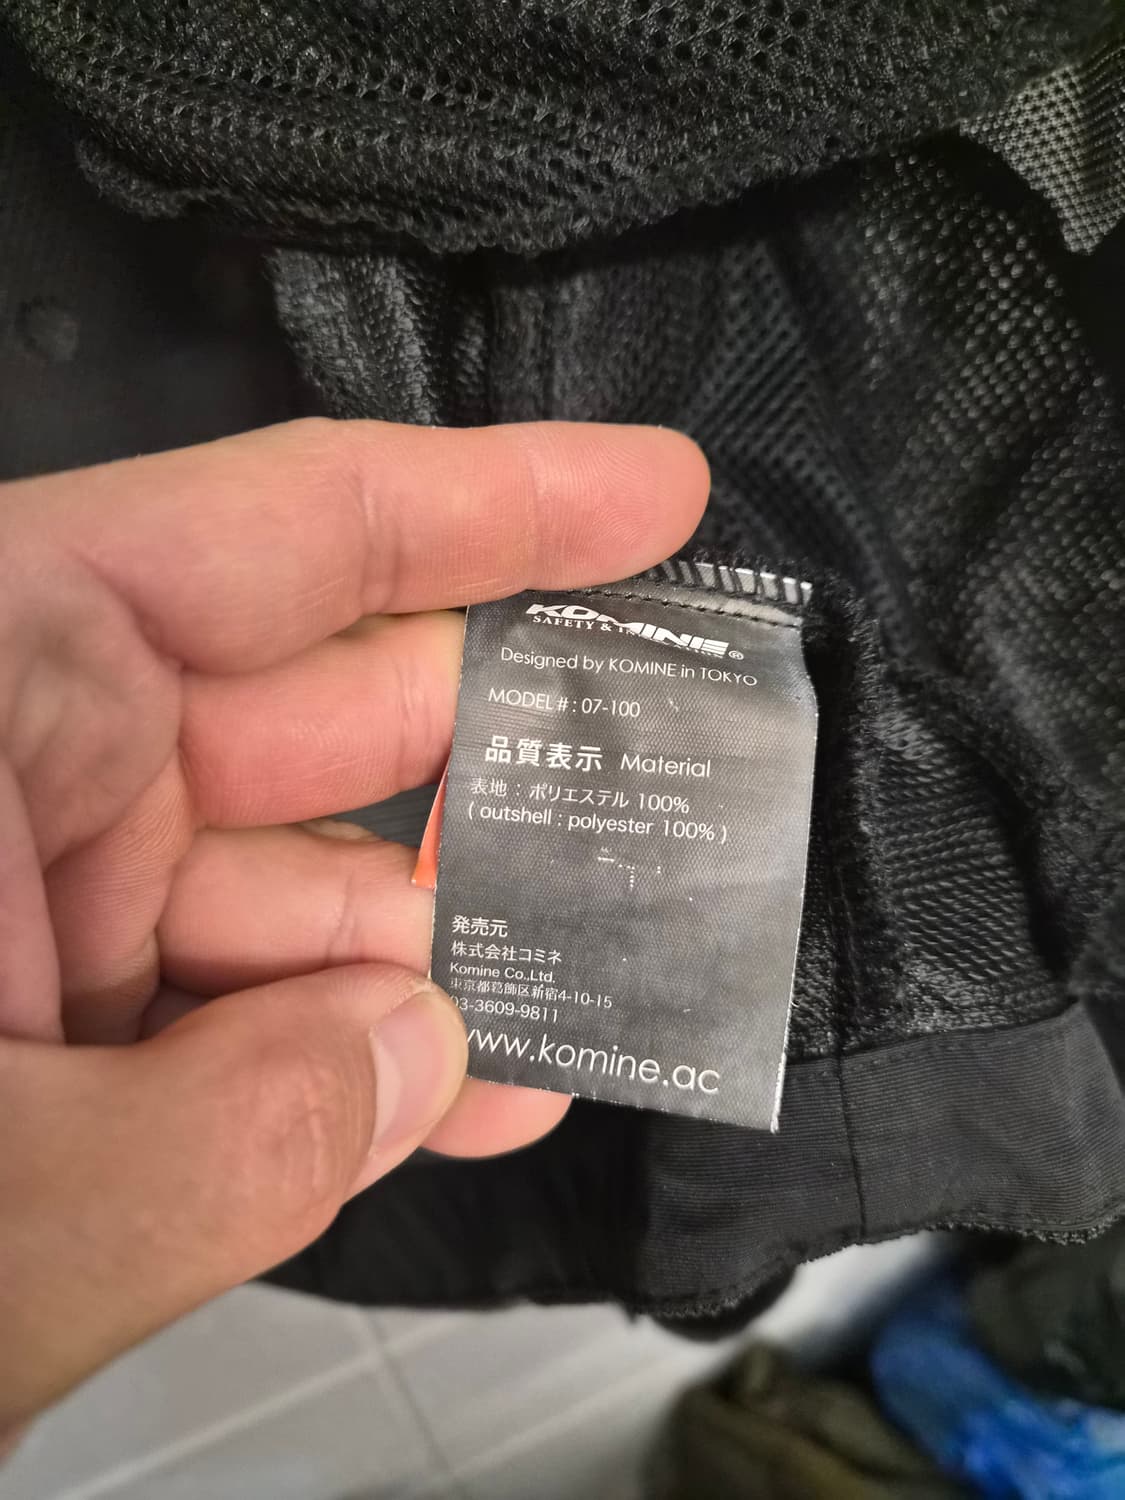 KOMINE ®
SAFETY &
Designed by KOMINE in TOKYO
MODEL # : 07-100
品質表示 Material
表地 : ポリエステル 100%
( outshell : polyester 100% )
発売元
株式会社コミネ
Komine Co.,Ltd.
東京都葛飾区新宿4-10-15
03-3609-9811
www.komine.ac